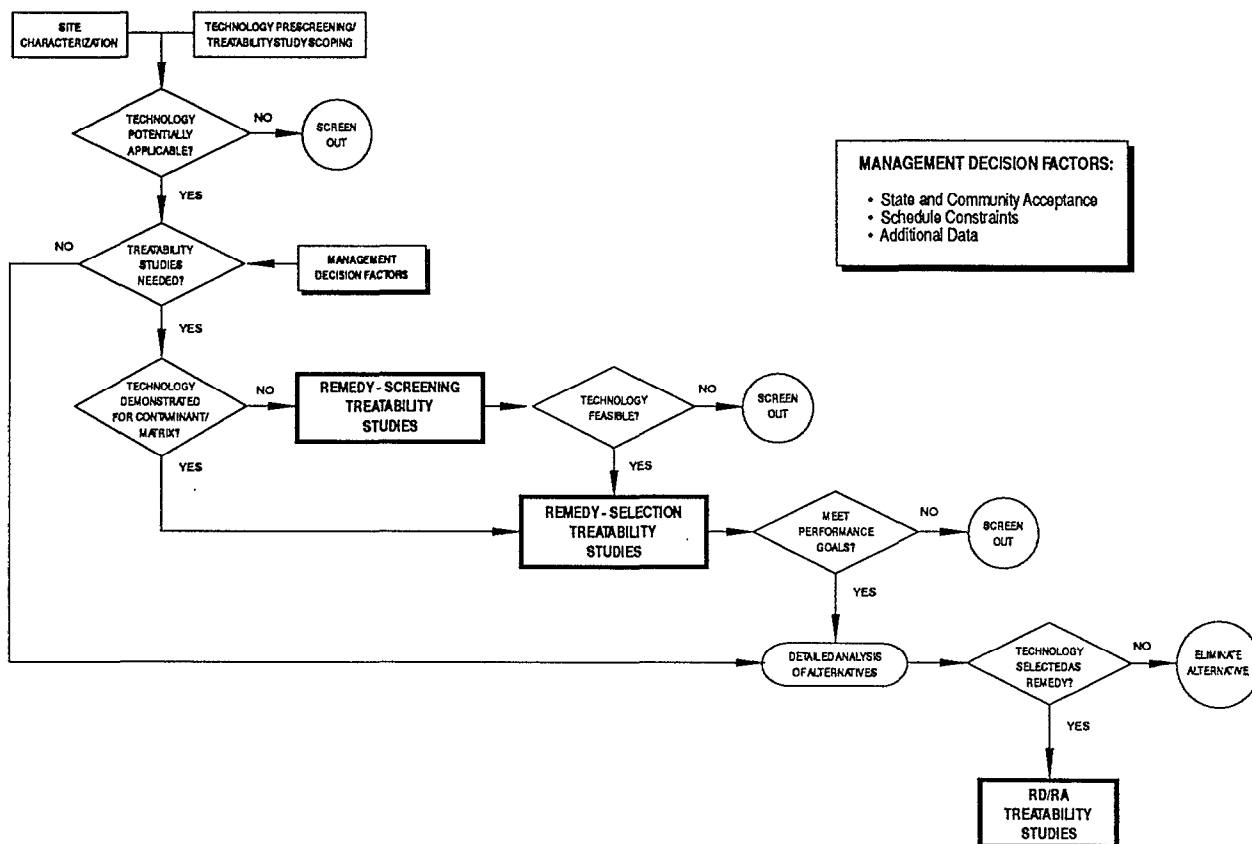 SITE
CHARACTERIZATION
TECHNOLOGY PRESCREENING/
TREATABILITY STUDY SCOPING
TECHNOLOGY
POTENTIALLY
APPLICABLE?
NO
SCREEN
OUT
YES
MANAGEMENT DECISION FACTORS:
• State and Community Acceptance
• Schedule Constraints
• Additional Data
NO
TREATABILITY
STUDIES
NEEDED?
MANAGEMENT
DECISION FACTORS
YES
TECHNOLOGY
DEMONSTRATED
FOR CONTAMINANT/
MATRIX?
NO
REMEDY - SCREENING
TREATABILITY
STUDIES
TECHNOLOGY
FEASIBLE?
NO
SCREEN
OUT
YES
YES
REMEDY - SELECTION
TREATABILITY
STUDIES
MEET
PERFORMANCE
GOALS?
NO
SCREEN
OUT
YES
DETAILED ANALYSIS
OF ALTERNATIVES
TECHNOLOGY
SELECTED AS
REMEDY?
NO
ELIMINATE
ALTERNATIVE
YES
RD/RA
TREATABILITY
STUDIES